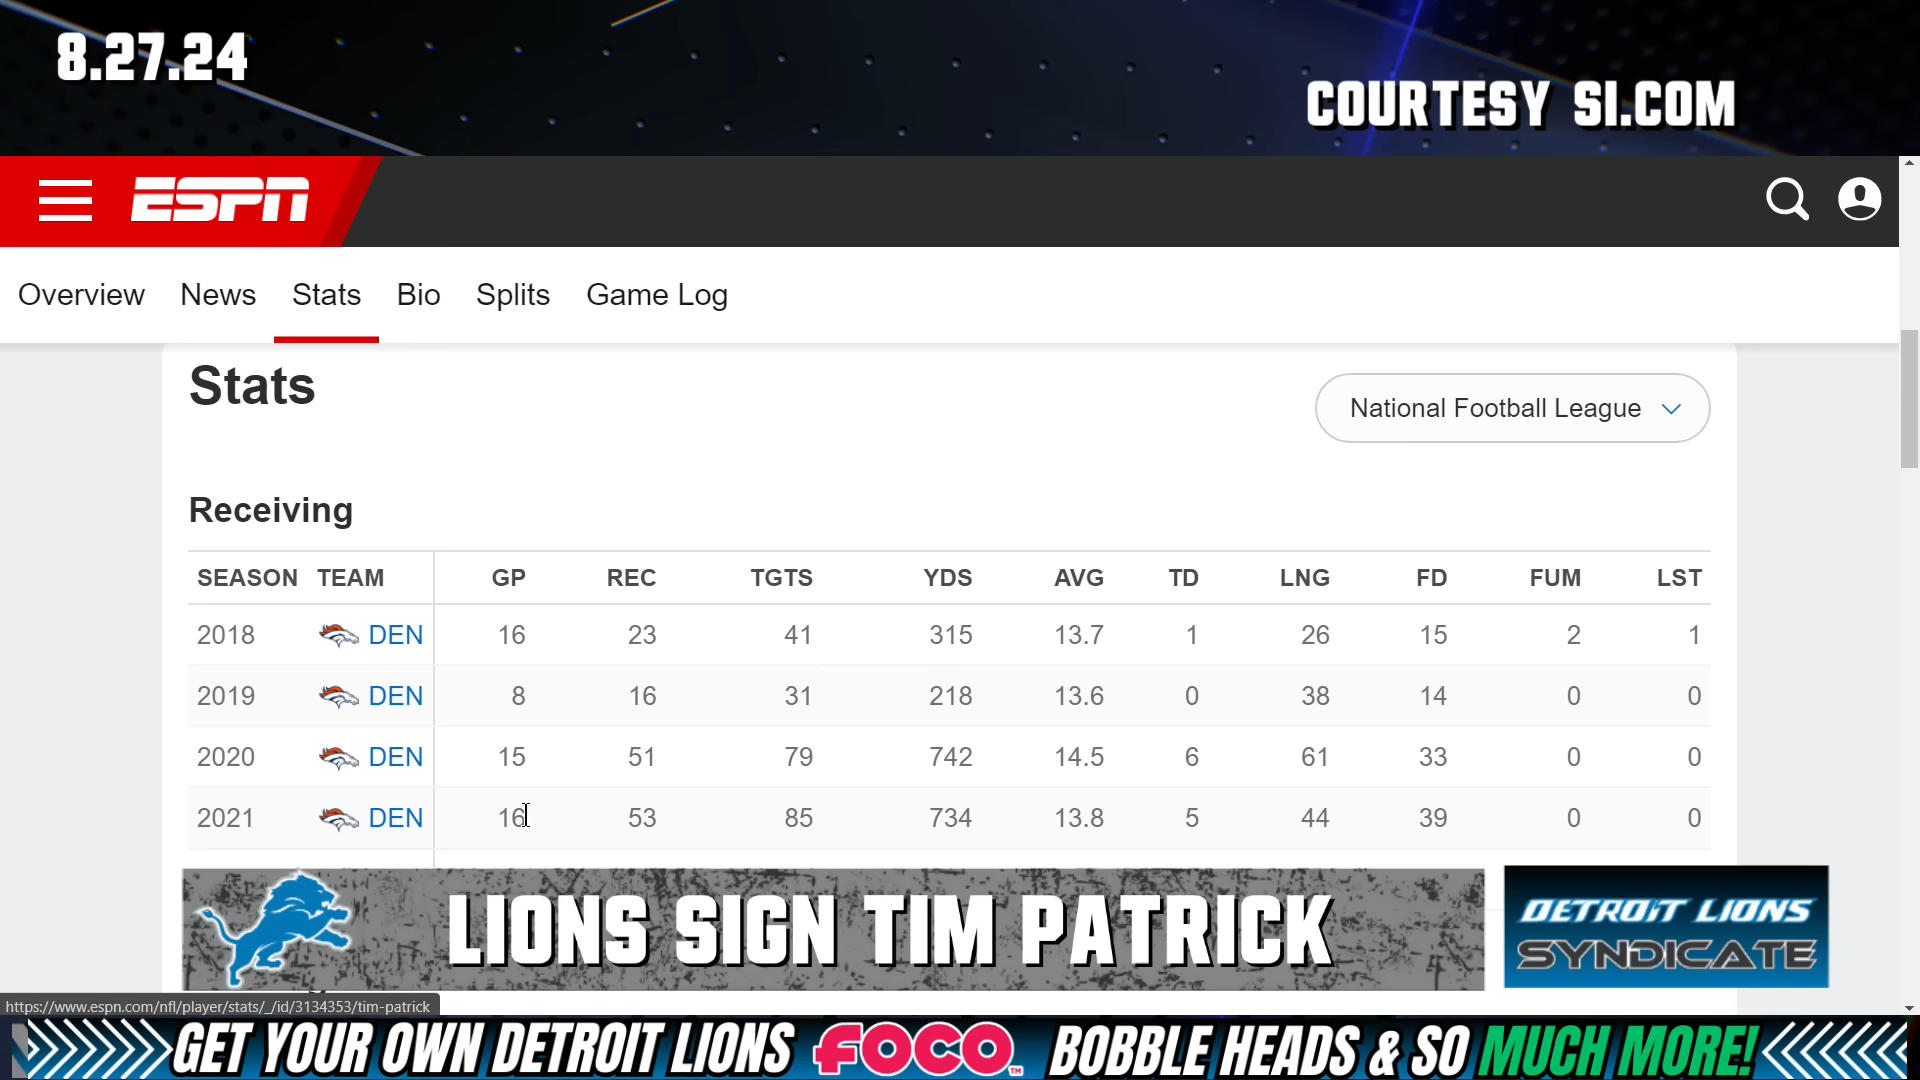 8.27.24
COURTESY SI.COM
ESPN
Overview News Stats Bio Splits Game Log
Stats
National Football League
Receiving
SEASON TEAM GP REC TGTS YDS AVG TD LNG FD FUM LST
2018 DEN 16 23 41 315 13.7 1 26 15 2 1
2019 DEN 8 16 31 218 13.6 0 38 14 0 0
2020 DEN 15 51 79 742 14.5 6 61 33 0 0
2021 DEN 16 53 85 734 13.8 5 44 39 0 0
LIONS SIGN TIM PATRICK
DETROIT LIONS
SYNDICATE
https://www.espn.com/nfl/player/stats/_/id/3134353/tim-patrick
GET YOUR OWN DETROIT LIONS FOCO™ BOBBLE HEADS & SO MUCH MORE!